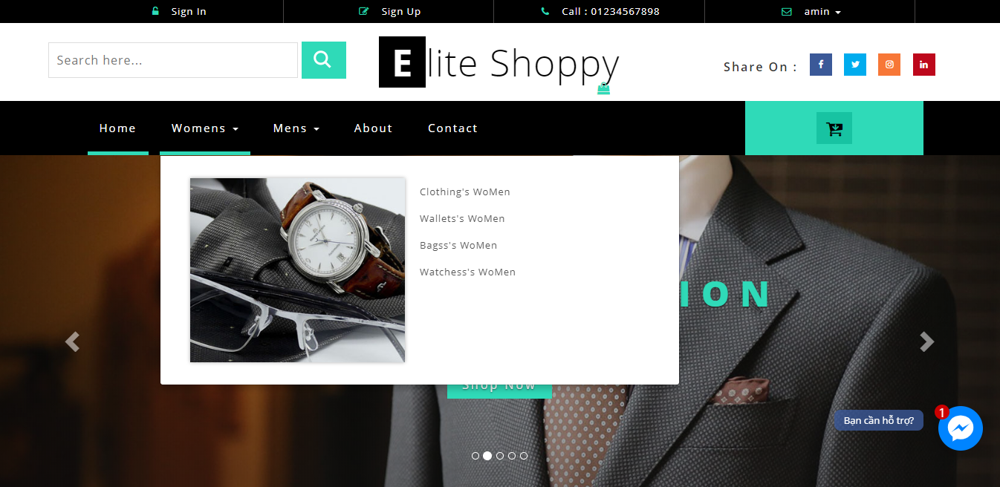 Sign In
Sign Up
Call : 01234567898
amin
Search here...
Elite Shoppy
Share On :
Home
Womens
Mens
About
Contact
Clothing's WoMen
Wallets's WoMen
Bagss's WoMen
Watchess's WoMen
ION
Shop Now
Bạn cần hỗ trợ?
1